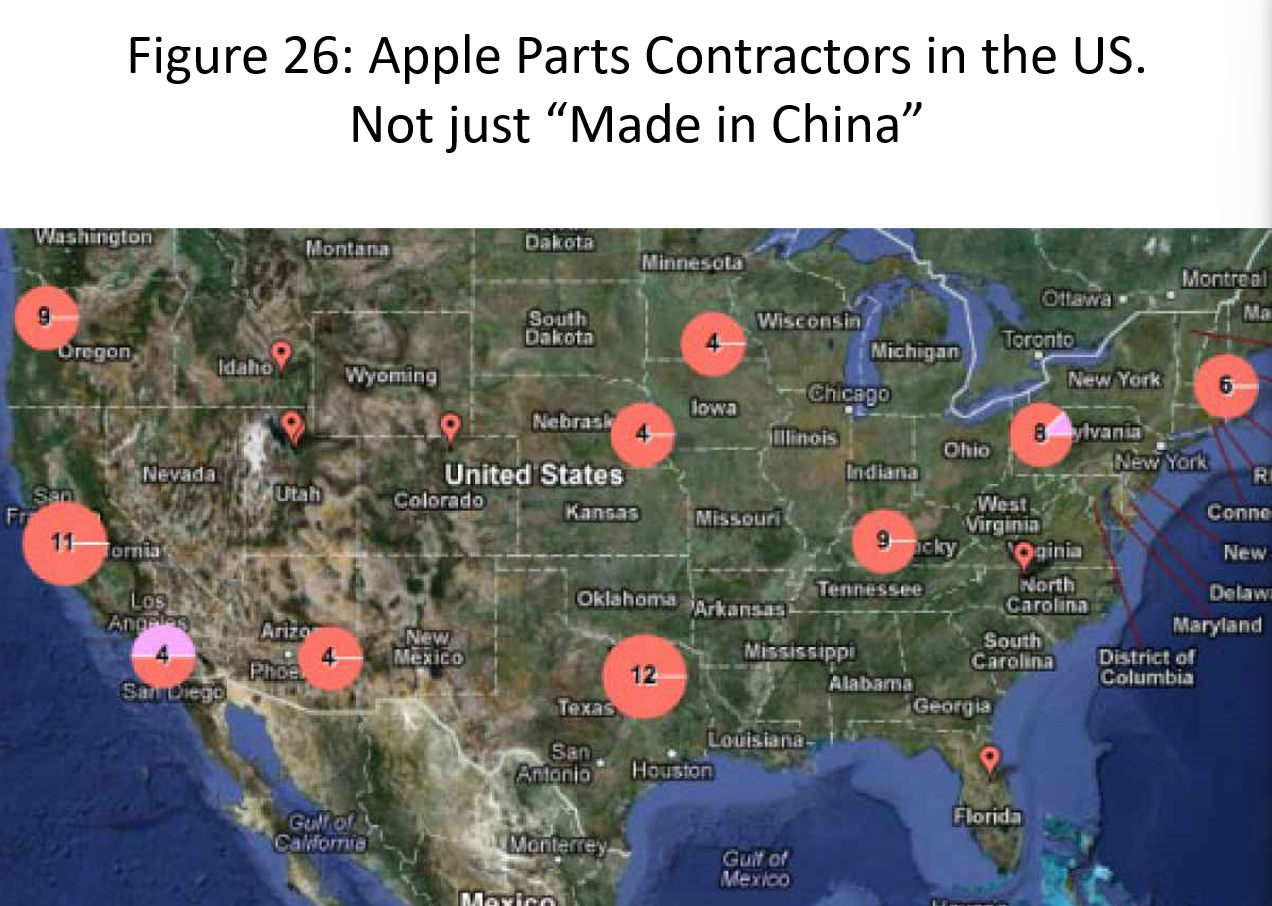 Figure 26: Apple Parts Contractors in the US.
Not just “Made in China”
Washington
Montana
Dakota
Minnesota
Montreal
Ottawa
Ma
9
Oregon
Idaho
Wyoming
South
Dakota
4
Wisconsin
Michigan
Toronto
New York
6
Chicago
Nebrask
4
Iowa
Illinois
Indiana
Ohio
8
ylvania
New York
Nevada
Utah
United States
Colorado
Kansas
Missouri
West
Virginia
R
Conne
San
Fr
11
ornia
9
cky
ginia
New
Tennessee
North
Carolina
Delaw
Maryland
Los
Angeles
4
San Diego
Arizo
Phoe
4
New
Mexico
Oklahoma
Arkansas
Mississippi
Alabama
South
Carolina
District of
Columbia
12
Texas
Georgia
Louisiana
San
Antonio
Houston
Florida
Gulf of
California
Monterrey
Gulf of
Mexico
Mexico